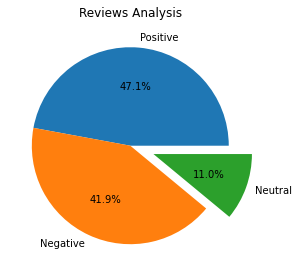 Reviews Analysis
Positive
47.1%
11.0%
Neutral
41.9%
Negative